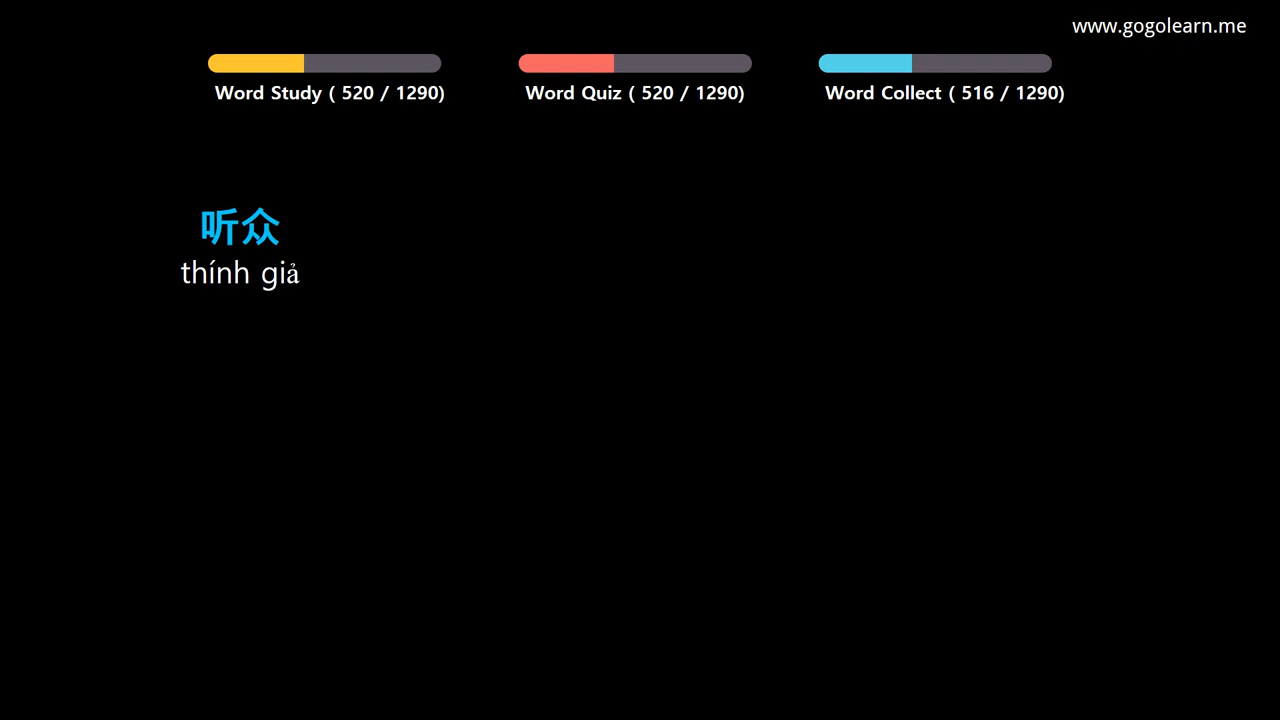 www.gogolearn.me
Word Study ( 520 / 1290)
Word Quiz ( 520 / 1290)
Word Collect ( 516 / 1290)
听众
thính giả